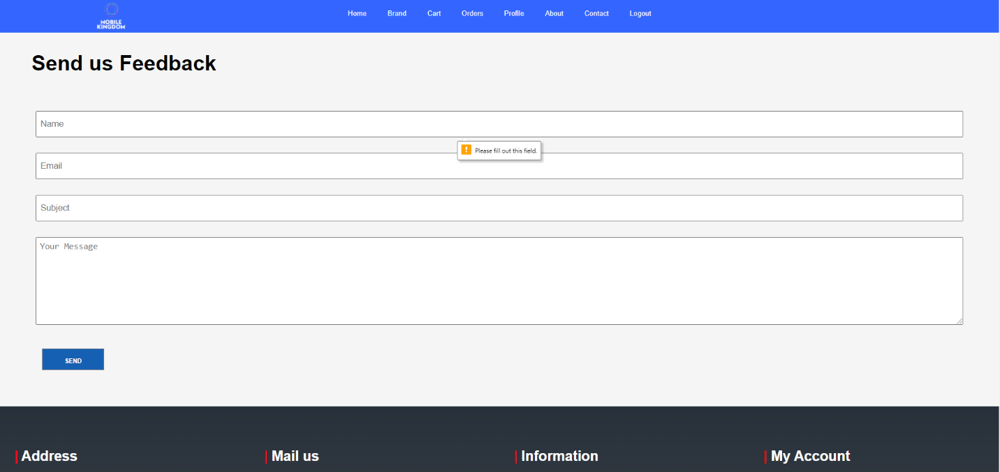 MOBILE
KINGDOM
Home Brand Cart Orders Profile About Contact Logout
Send us Feedback
Name
Please fill out this field.
Email
Subject
Your Message
SEND
Address Mail us Information My Account